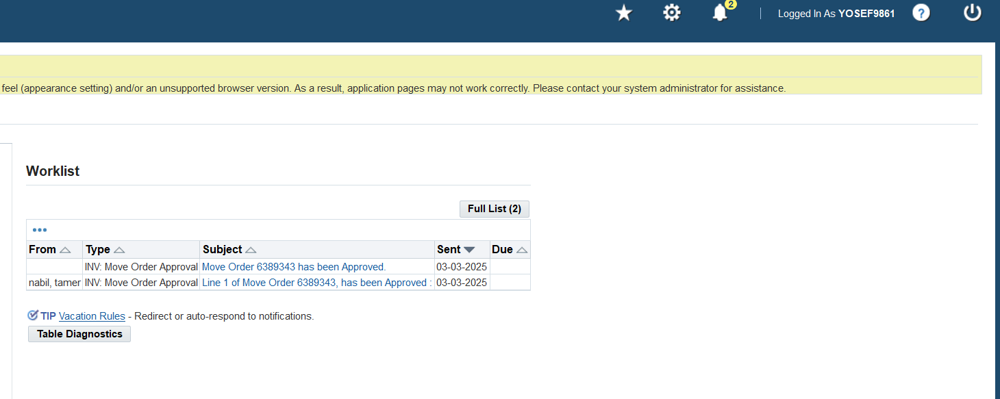 2
Logged In As YOSEF9861 ?
feel (appearance setting) and/or an unsupported browser version. As a result, application pages may not work correctly. Please contact your system administrator for assistance.
Worklist
Full List (2)
From Type Subject Sent Due
INV: Move Order Approval Move Order 6389343 has been Approved. 03-03-2025
nabil, tamer INV: Move Order Approval Line 1 of Move Order 6389343, has been Approved : 03-03-2025
TIP Vacation Rules - Redirect or auto-respond to notifications.
Table Diagnostics